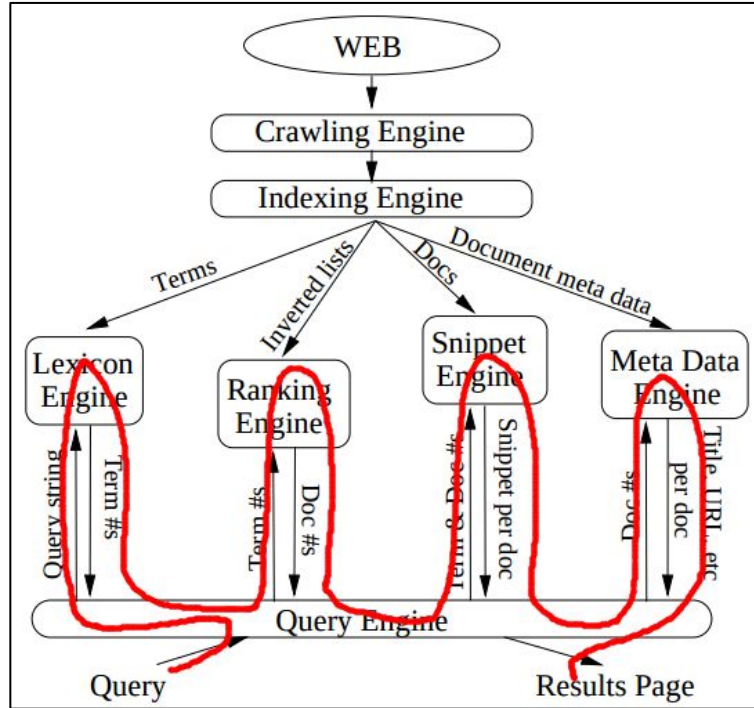 WEB
Crawling Engine
Indexing Engine
Terms
Inverted lists
Docs
Document meta data
Lexicon
Engine
Ranking
Engine
Snippet
Engine
Meta Data
Engine
Query string
Term #s
Term #s
Doc #s
Term & Doc #s
Snippet per doc
Doc #s
Title, URL, etc
per doc
Query Engine
Query
Results Page